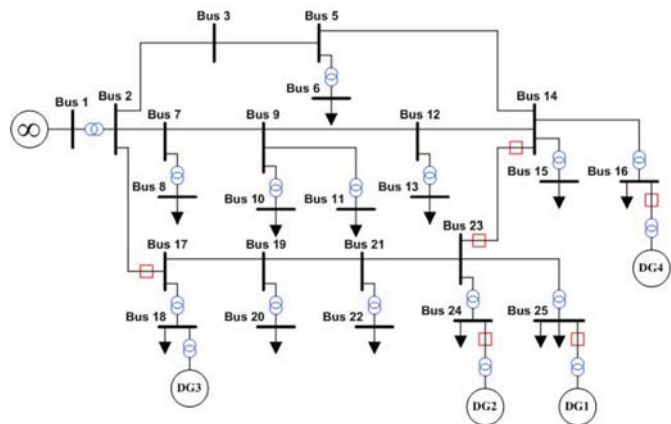 Bus 3
Bus 5
Bus 1
Bus 2
Bus 6
Bus 14
∞
Bus 7
Bus 9
Bus 12
Bus 8
Bus 10
Bus 11
Bus 13
Bus 15
Bus 16
Bus 23
Bus 17
Bus 19
Bus 21
DG4
Bus 18
Bus 20
Bus 22
Bus 24
Bus 25
DG3
DG2
DG1